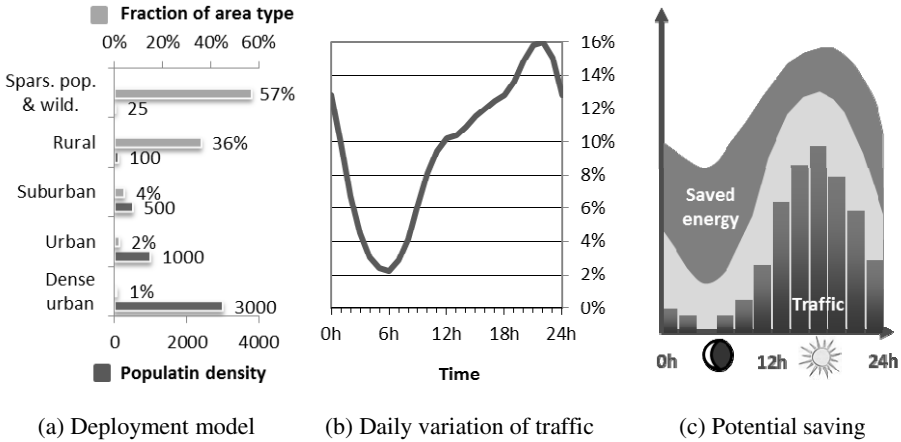 Fraction of area type
0% 20% 40% 60%
Spars. pop.
& wild.
57%
25
Rural
36%
100
Suburban
4%
500
Urban
2%
1000
Dense
urban
1%
3000
0 2000 4000
Populatin density
16%
14%
12%
10%
8%
6%
4%
2%
0%
0h 6h 12h 18h 24h
Time
Saved
energy
Traffic
0h 12h 24h
(a) Deployment model
(b) Daily variation of traffic
(c) Potential saving